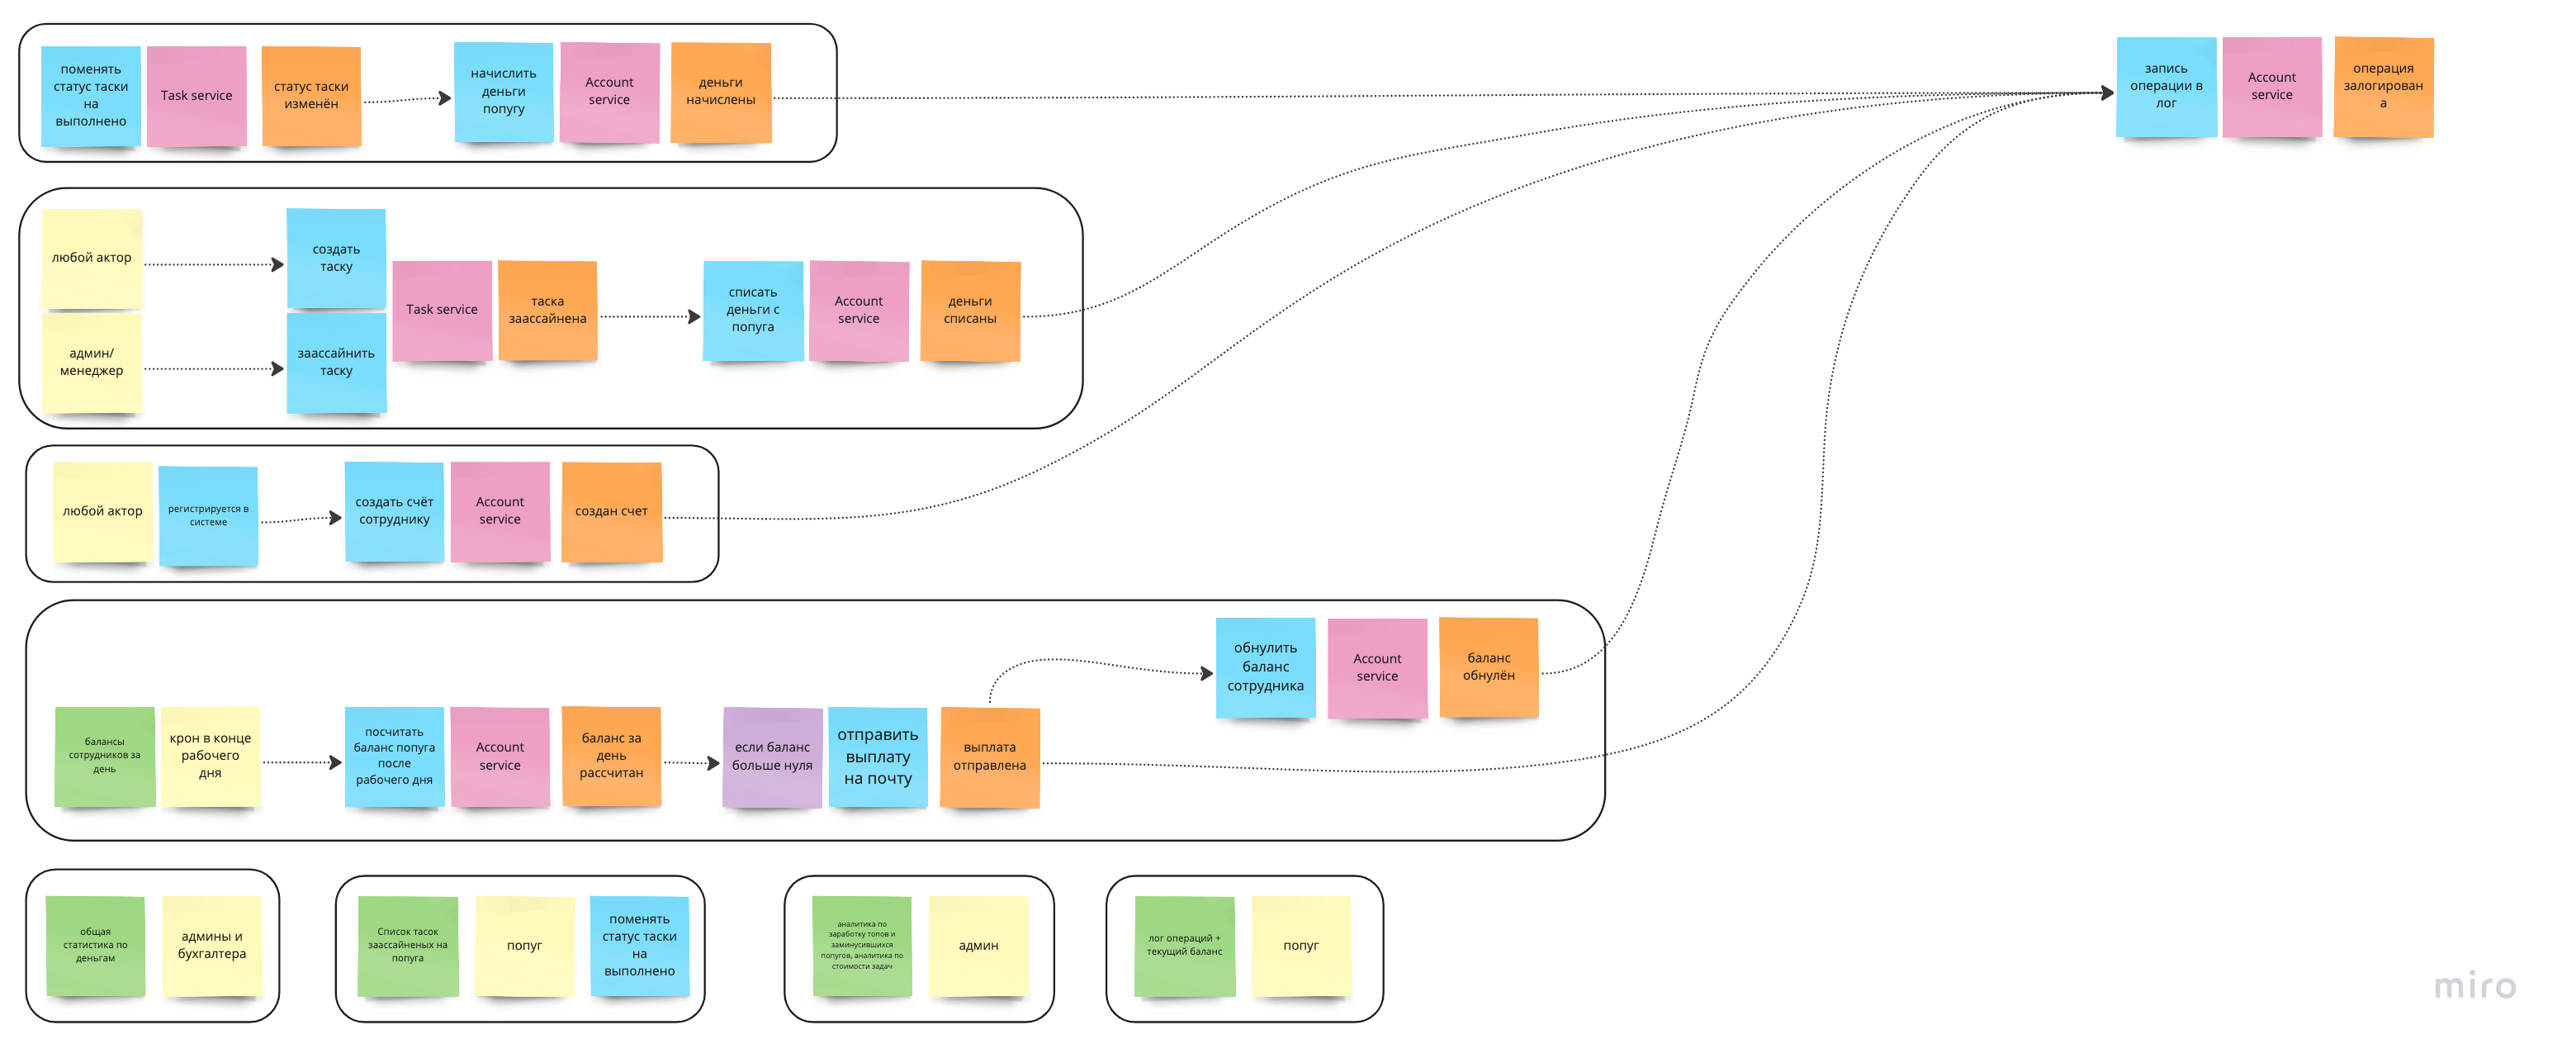 поменять
статус таски
на
выполнено
Task service
статус таски
изменён
начислить
деньги
попугу
Account
service
деньги
начислены
запись
операции в
лог
Account
service
операция
залогирован
а
любой актор
создать
таску
админ/
менеджер
заассайнить
таску
Task service
таска
заассайнена
списать
деньги с
попуга
Account
service
деньги
списаны
любой актор
регистрируется в
системе
создать счёт
сотруднику
Account
service
создан счет
балансы
сотрудников за
день
крон в конце
рабочего
дня
посчитать
баланс попуга
после
рабочего дня
Account
service
баланс за
день
рассчитан
если баланс
больше нуля
отправить
выплату
на почту
выплата
отправлена
обнулить
баланс
сотрудника
Account
service
баланс
обнулён
общая
статистика по
деньгам
админы и
бухгалтера
Список тасок
заассайненых на
попуга
попуг
поменять
статус таски
на
выполнено
аналитика по
заработку топов и
заминусившихся
попугов, аналитика по
стоимости задач
админ
лог операций +
текущий баланс
попуг
miro